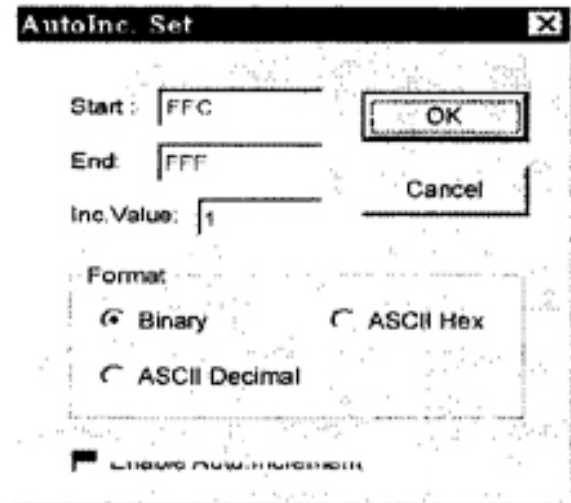 AutoInc. Set
Start : FFC
OK
End: FFF
Cancel
Inc.Value: 1
Format
Binary
ASCII Hex
ASCII Decimal